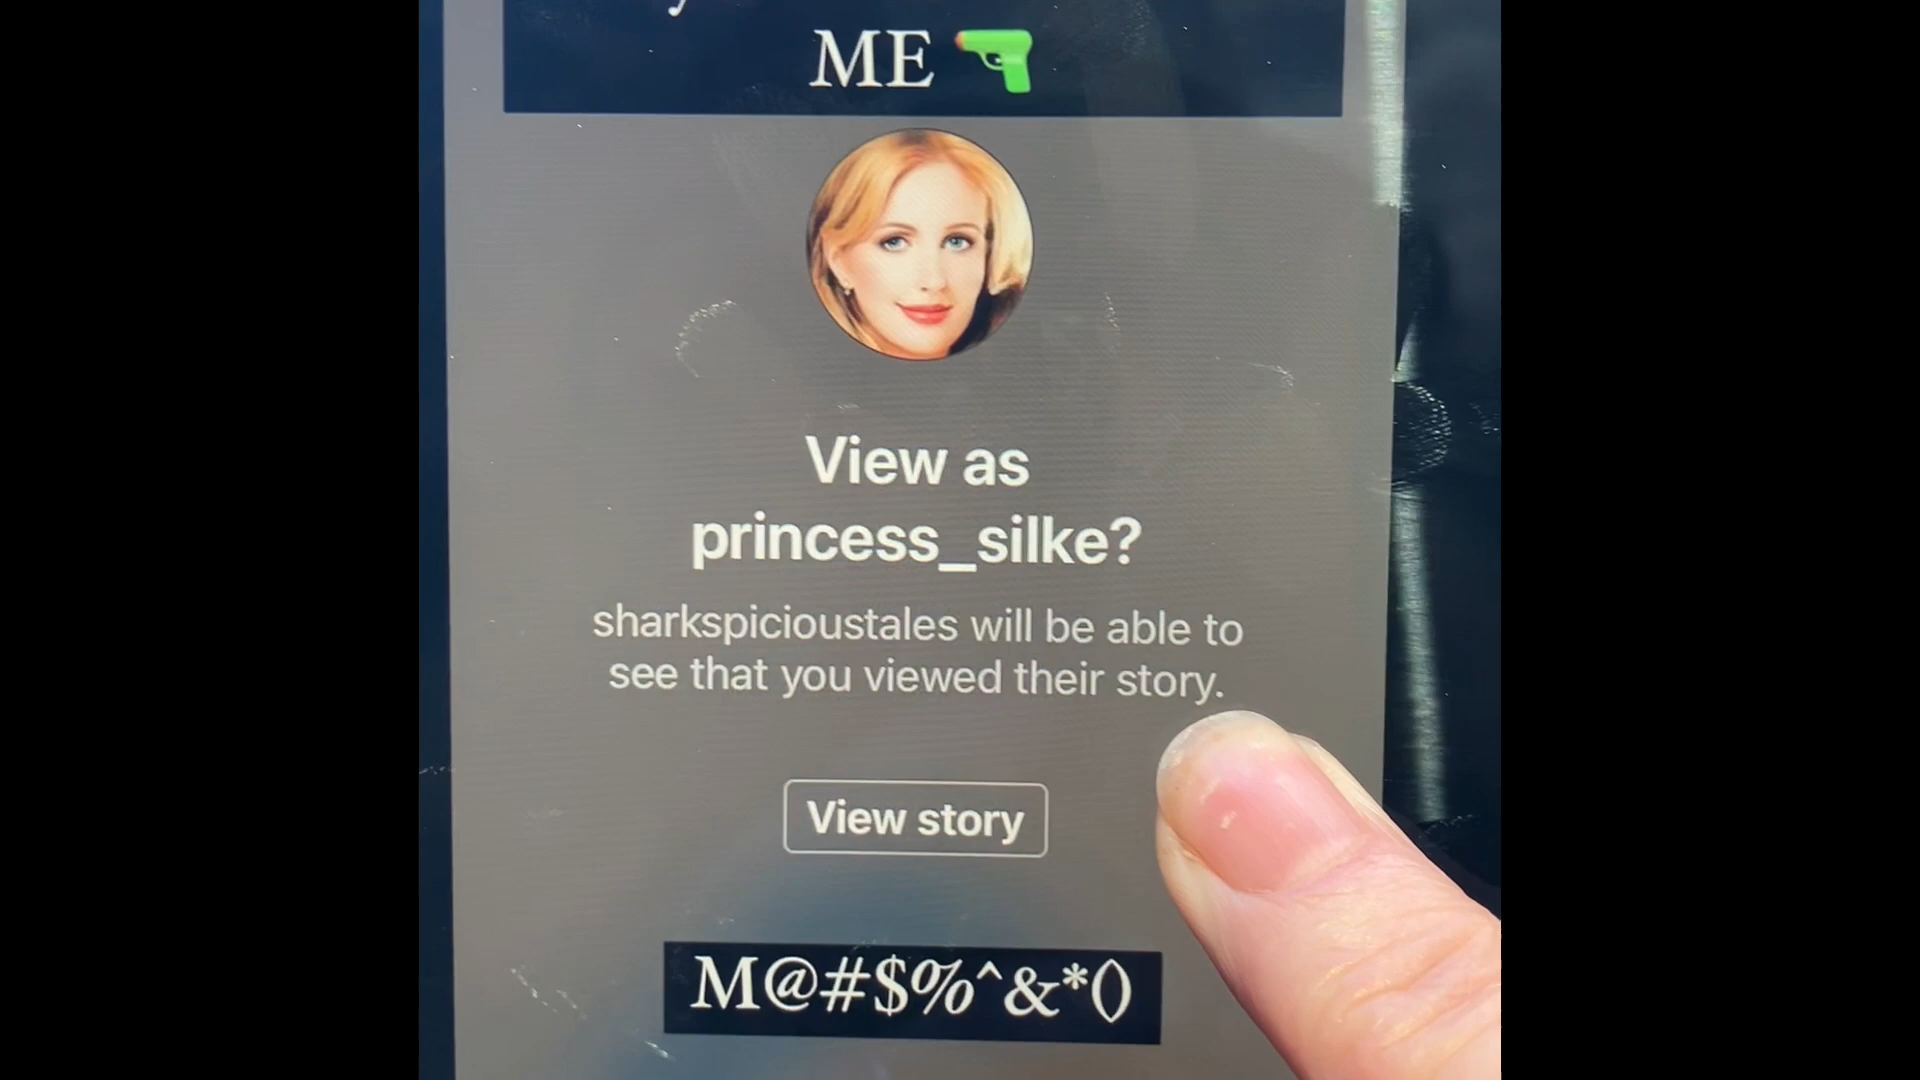 ME
View as
princess_silke?
sharkspicioustales will be able to
see that you viewed their story.
View story
M@#$%^&*()